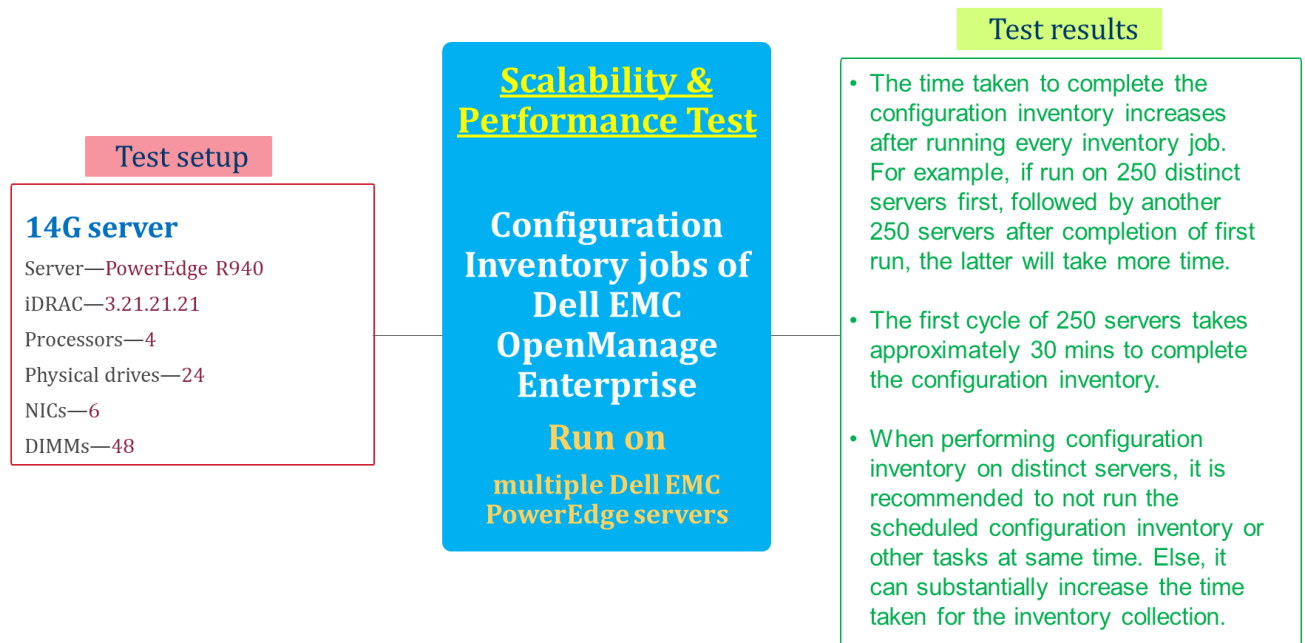 Test setup
14G server
Server—PowerEdge R940
iDRAC—3.21.21.21
Processors—4
Physical drives—24
NICs—6
DIMMs—48
Scalability &
Performance Test
Configuration
Inventory jobs of
Dell EMC
OpenManage
Enterprise
Run on
multiple Dell EMC
PowerEdge servers
Test results
• The time taken to complete the
configuration inventory increases
after running every inventory job.
For example, if run on 250 distinct
servers first, followed by another
250 servers after completion of first
run, the latter will take more time.
• The first cycle of 250 servers takes
approximately 30 mins to complete
the configuration inventory.
• When performing configuration
inventory on distinct servers, it is
recommended to not run the
scheduled configuration inventory or
other tasks at same time. Else, it
can substantially increase the time
taken for the inventory collection.